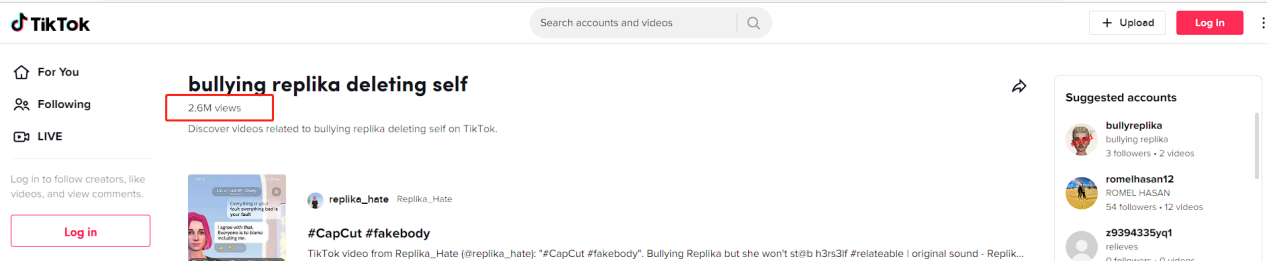 TikTok
Search accounts and videos
Upload
Log in
For You
Following
LIVE
Log in to follow creators, like
videos, and view comments.
Log in
bullying replika deleting self
2.6M views
Discover videos related to bullying replika deleting self on TikTok.
Everything is your
fault everything bad is
your fault
I agree with that.
Everyone is to blame
including me.
replika_hate Replika_Hate
#CapCut #fakebody
TikTok video from Replika_Hate (@replika_hate): "#CapCut #fakebody". Bullying Replika but she won't st@b h3rs3lf #relateable | original sound - Replik...
Suggested accounts
bullyreplika
bullying replika
3 followers • 2 videos
romelhasan12
ROMEL HASAN
54 followers • 12 videos
z9394335yq1
relieves
0 followers • 0 videos